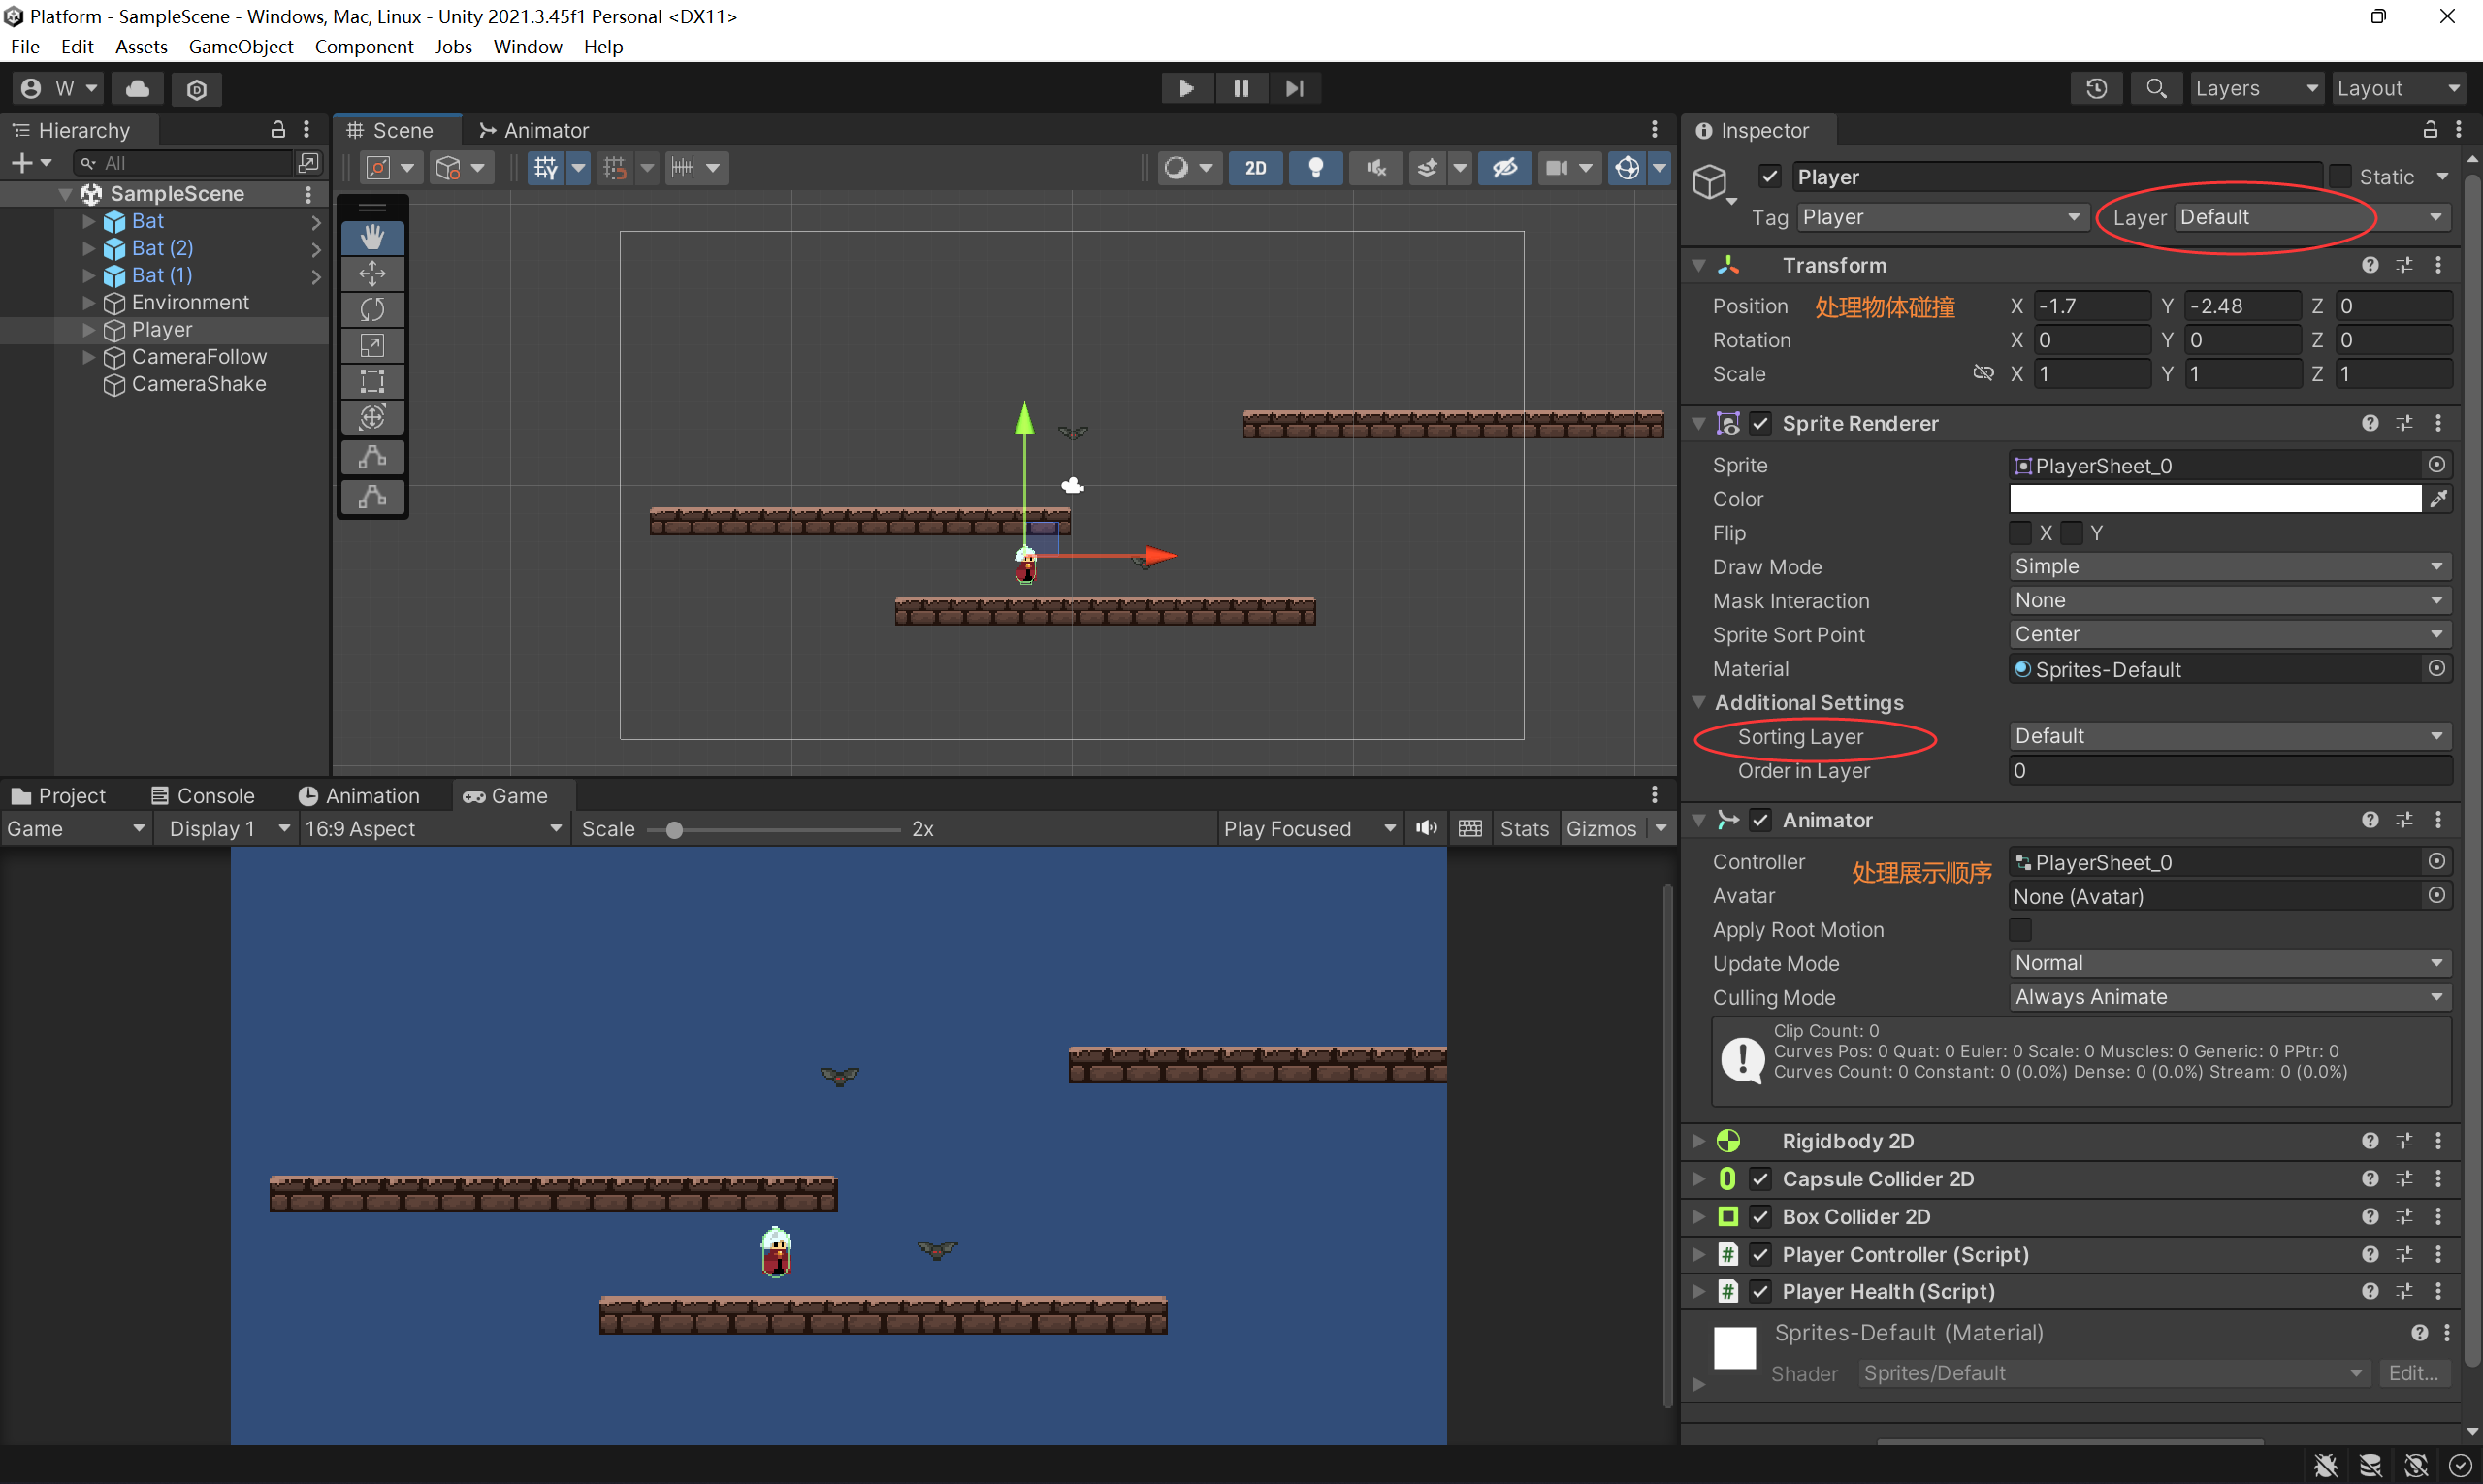 Platform - SampleScene - Windows, Mac, Linux - Unity 2021.3.45f1 Personal <DX11>
File Edit Assets GameObject Component Jobs Window Help
W Layers Layout
Hierarchy
All
SampleScene
Bat
Bat (2)
Bat (1)
Environment
Player
CameraFollow
CameraShake
Scene Animator
2D
Project Console Animation Game
Game Display 1 16:9 Aspect Scale 2x Play Focused Stats Gizmos
Inspector
Player Static
Tag Player Layer Default
Transform
Position 处理物体碰撞 X -1.7 Y -2.48 Z 0
Rotation X 0 Y 0 Z 0
Scale X 1 Y 1 Z 1
Sprite Renderer
Sprite PlayerSheet_0
Color
Flip X Y
Draw Mode Simple
Mask Interaction None
Sprite Sort Point Center
Material Sprites-Default
Additional Settings
Sorting Layer Default
Order in Layer 0
Animator
Controller 处理展示顺序 PlayerSheet_0
Avatar None (Avatar)
Apply Root Motion
Update Mode Normal
Culling Mode Always Animate
Clip Count: 0
Curves Pos: 0 Quat: 0 Euler: 0 Scale: 0 Muscles: 0 Generic: 0 PPtr: 0
Curves Count: 0 Constant: 0 (0.0%) Dense: 0 (0.0%) Stream: 0 (0.0%)
Rigidbody 2D
Capsule Collider 2D
Box Collider 2D
# Player Controller (Script)
# Player Health (Script)
Sprites-Default (Material)
Shader Sprites/Default Edit...